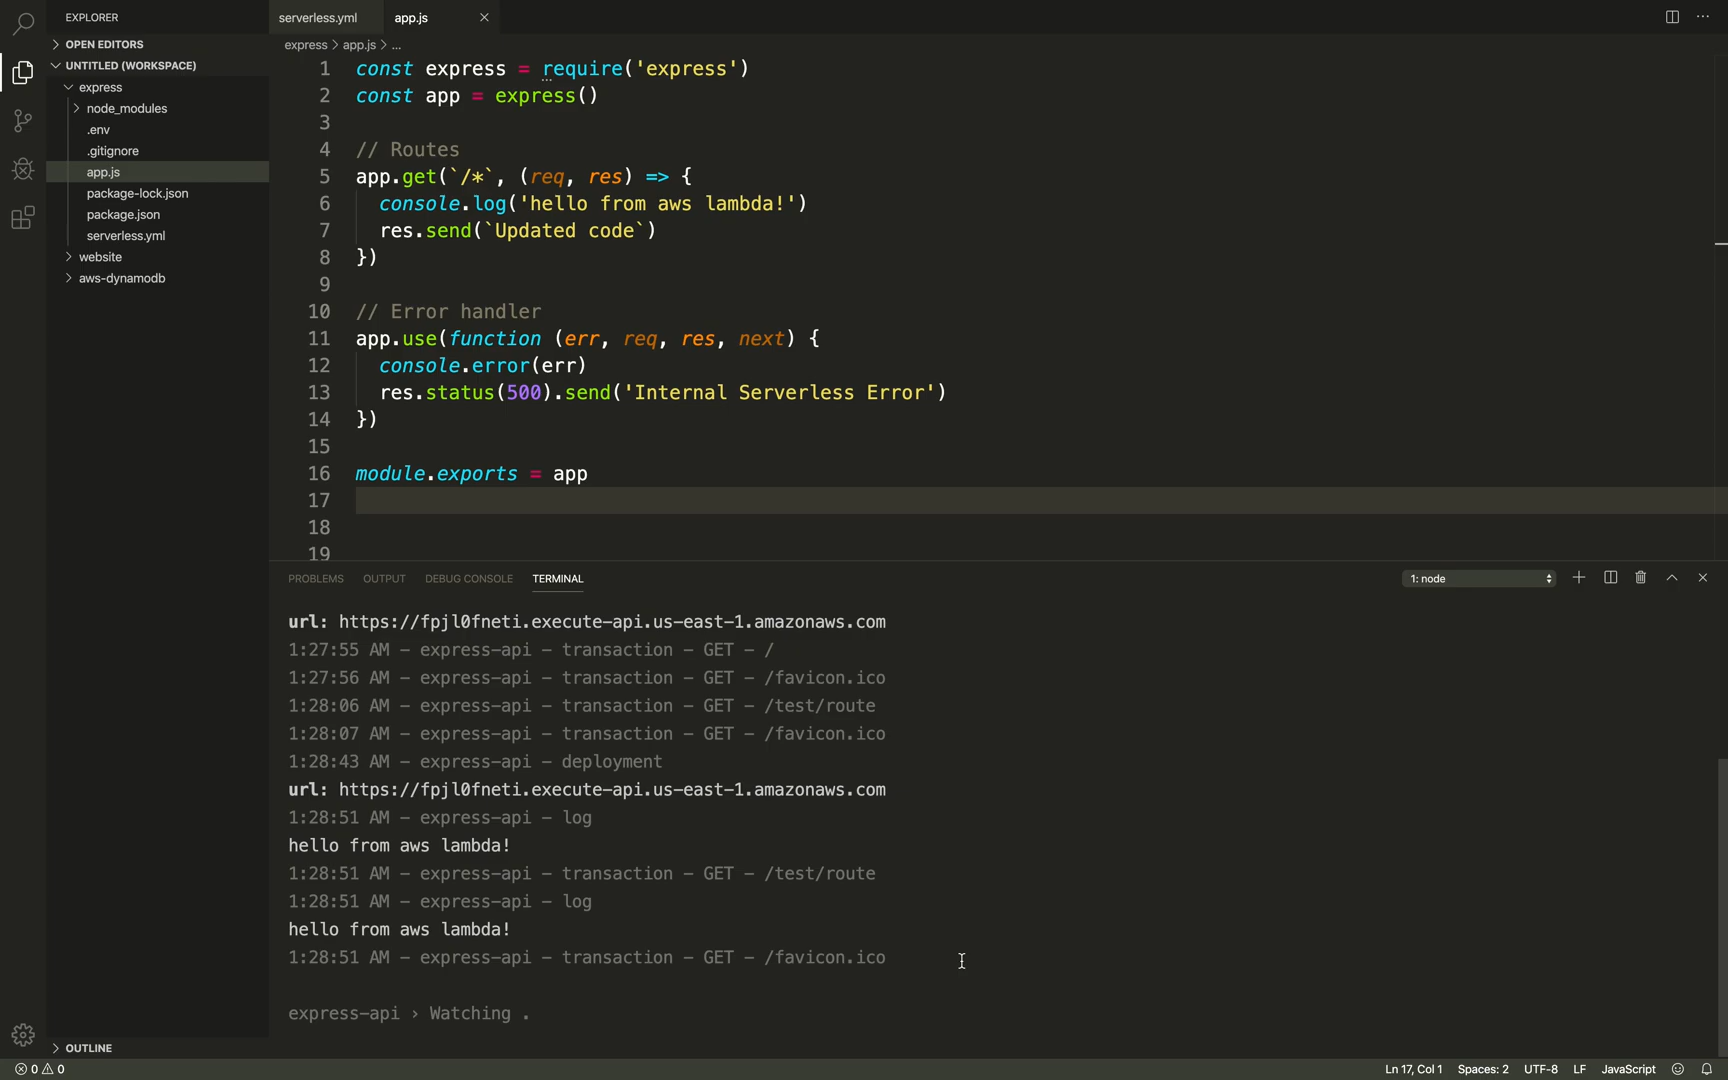 EXPLORER
OPEN EDITORS
UNTITLED (WORKSPACE)
express
node_modules
.env
.gitignore
app.js
package-lock.json
package.json
serverless.yml
website
aws-dynamodb
OUTLINE
serverless.yml
app.js
express > app.js > ...
1 const express = require('express')
2 const app = express()
3
4 // Routes
5 app.get(`/*`, (req, res) => {
6 console.log('hello from aws lambda!')
7 res.send(`Updated code`)
8 })
9
10 // Error handler
11 app.use(function (err, req, res, next) {
12 console.error(err)
13 res.status(500).send('Internal Serverless Error')
14 })
15
16 module.exports = app
17
18
19
PROBLEMS OUTPUT DEBUG CONSOLE TERMINAL
1: node
url: https://fpjl0fneti.execute-api.us-east-1.amazonaws.com
1:27:55 AM – express-api – transaction – GET – /
1:27:56 AM – express-api – transaction – GET – /favicon.ico
1:28:06 AM – express-api – transaction – GET – /test/route
1:28:07 AM – express-api – transaction – GET – /favicon.ico
1:28:43 AM – express-api – deployment
url: https://fpjl0fneti.execute-api.us-east-1.amazonaws.com
1:28:51 AM – express-api – log
hello from aws lambda!
1:28:51 AM – express-api – transaction – GET – /test/route
1:28:51 AM – express-api – log
hello from aws lambda!
1:28:51 AM – express-api – transaction – GET – /favicon.ico
express-api › Watching .
0 0
Ln 17, Col 1 Spaces: 2 UTF-8 LF JavaScript